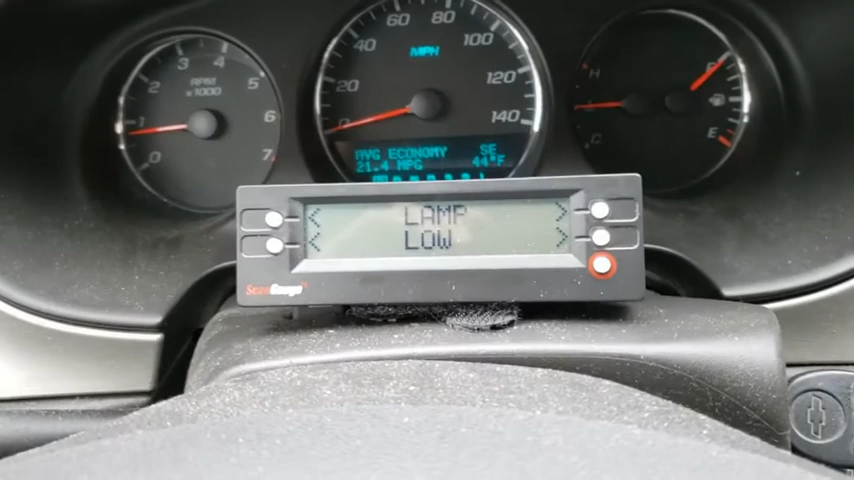 3
4
RPM
x1000
2
5
1
6
0
7
60
80
40
MPH
100
20
120
0
140
AVG ECONOMY SE
21.4 MPG 44°F
H
C
F
E
LAMP
LOW
ScanGauge